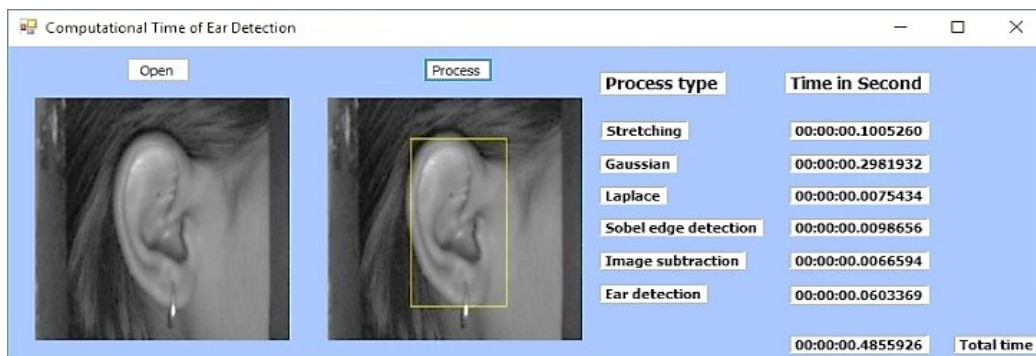 Computational Time of Ear Detection
Open
Process
Process type Time in Second
Stretching 00:00:00.1005260
Gaussian 00:00:00.2981932
Laplace 00:00:00.0075434
Sobel edge detection 00:00:00.0098656
Image subtraction 00:00:00.0066594
Ear detection 00:00:00.0603369
00:00:00.4855926 Total time